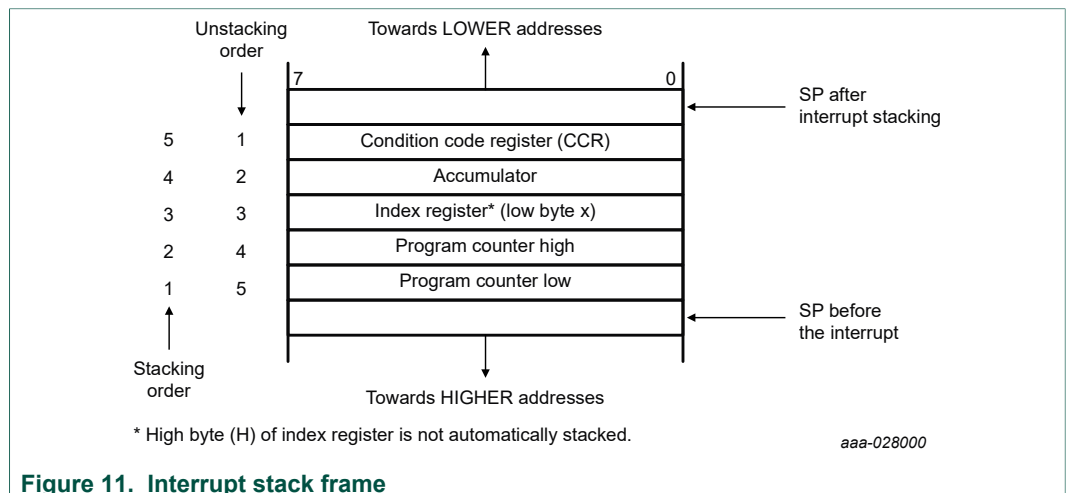 Unstacking
order
Towards LOWER addresses
7 0
SP after
interrupt stacking
5 1 Condition code register (CCR)
4 2 Accumulator
3 3 Index register* (low byte x)
2 4 Program counter high
1 5 Program counter low
SP before
the interrupt
Stacking
order
Towards HIGHER addresses
* High byte (H) of index register is not automatically stacked.
aaa-028000
Figure 11. Interrupt stack frame